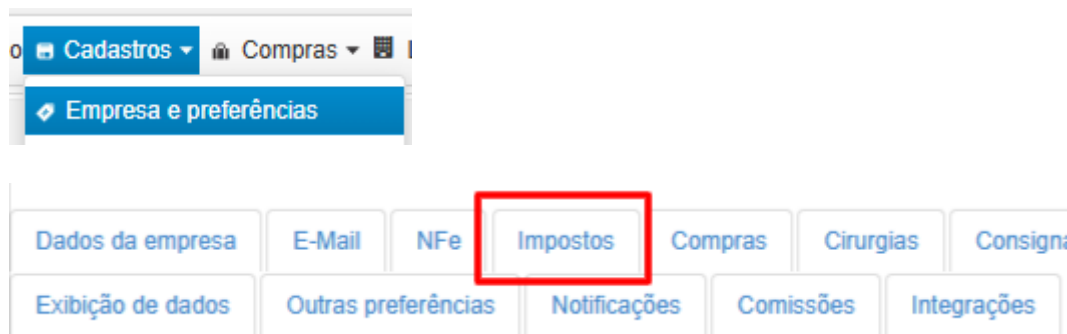 o Cadastros Compras
Empresa e preferências
Dados da empresa E-Mail NFe Impostos Compras Cirurgias Consigna
Exibição de dados Outras preferências Notificações Comissões Integrações